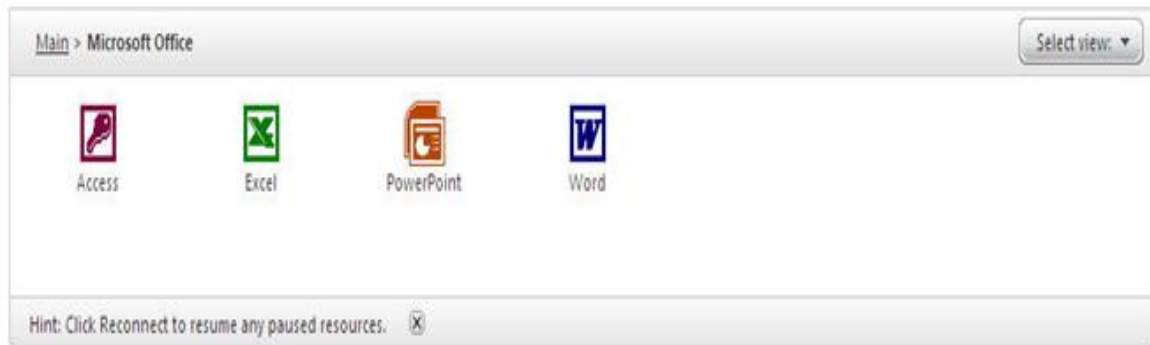 Main > Microsoft Office
Select view:
Access Excel PowerPoint Word
Hint: Click Reconnect to resume any paused resources.